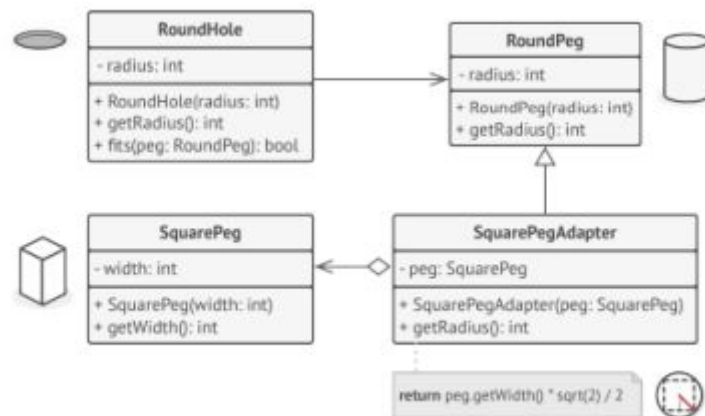 RoundHole
- radius: int
+ RoundHole(radius: int)
+ getRadius(): int
+ fits(peg: RoundPeg): bool
RoundPeg
- radius: int
+ RoundPeg(radius: int)
+ getRadius(): int
SquarePeg
- width: int
+ SquarePeg(width: int)
+ getWidth(): int
SquarePegAdapter
- peg: SquarePeg
+ SquarePegAdapter(peg: SquarePeg)
+ getRadius(): int
return peg.getWidth() * sqrt(2) / 2